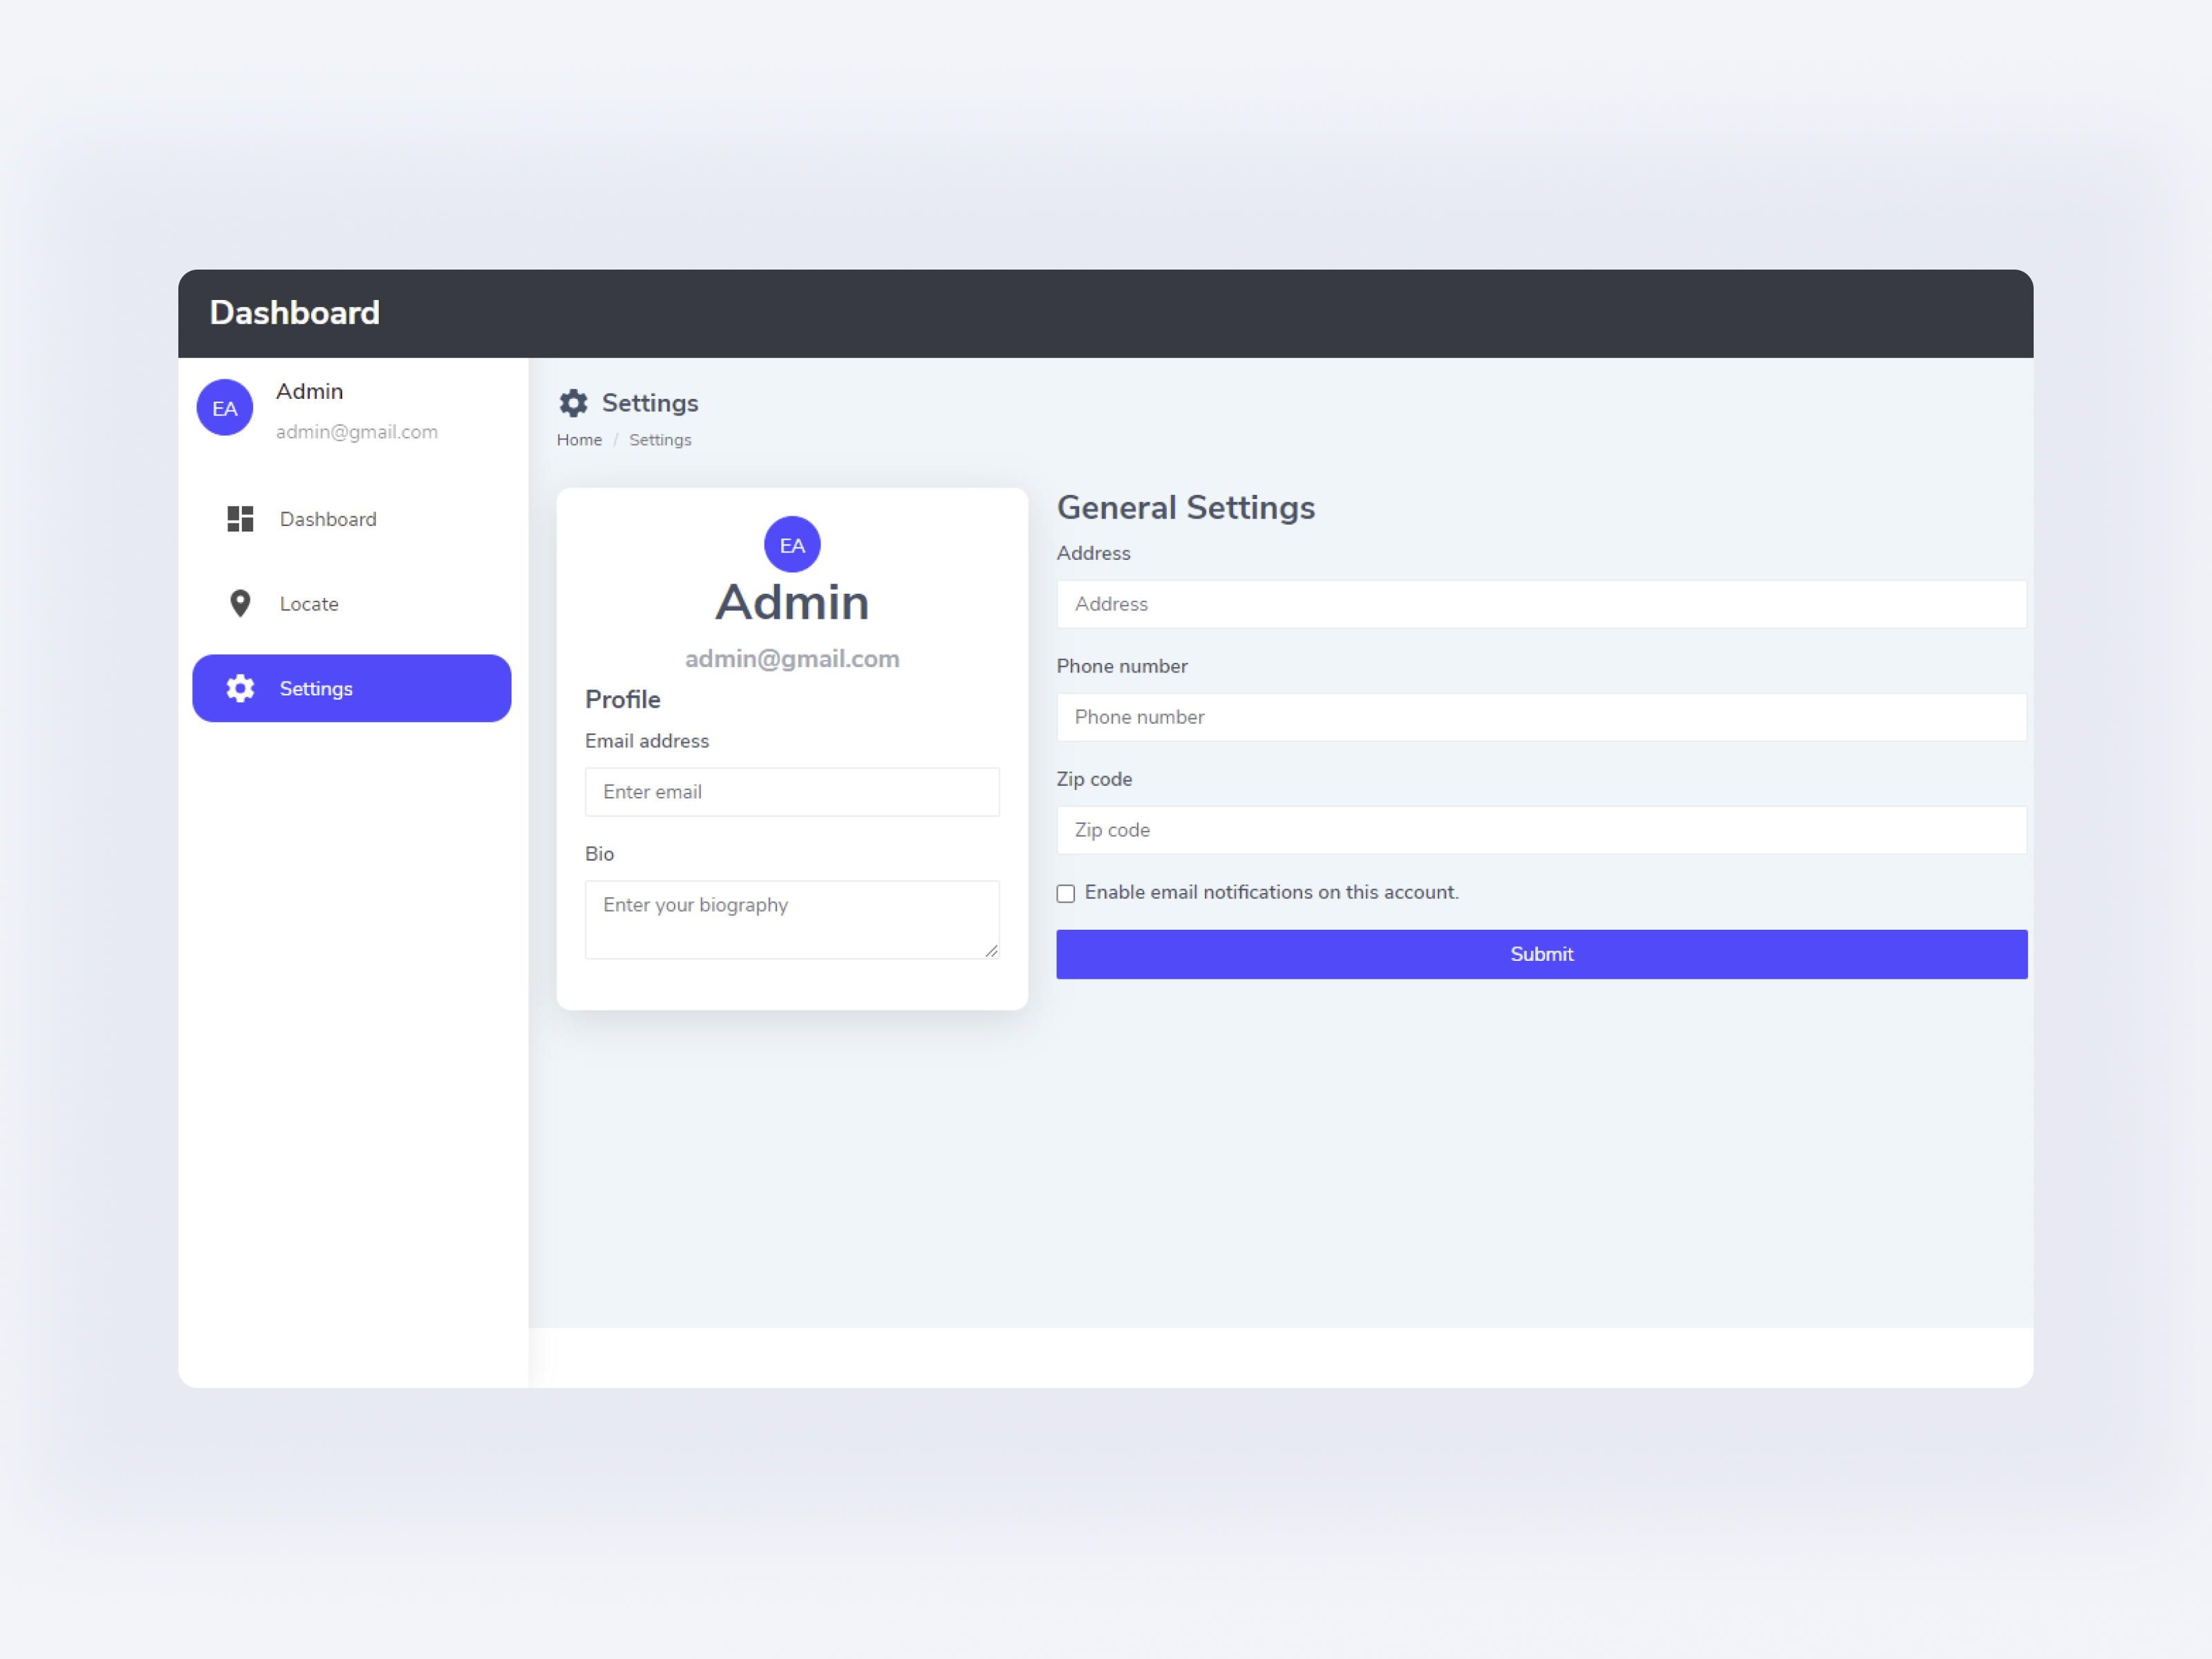 Dashboard
EA
Admin
admin@gmail.com
Dashboard
Locate
Settings
Settings
Home / Settings
EA
Admin
admin@gmail.com
Profile
Email address
Enter email
Bio
Enter your biography
General Settings
Address
Address
Phone number
Phone number
Zip code
Zip code
Enable email notifications on this account.
Submit